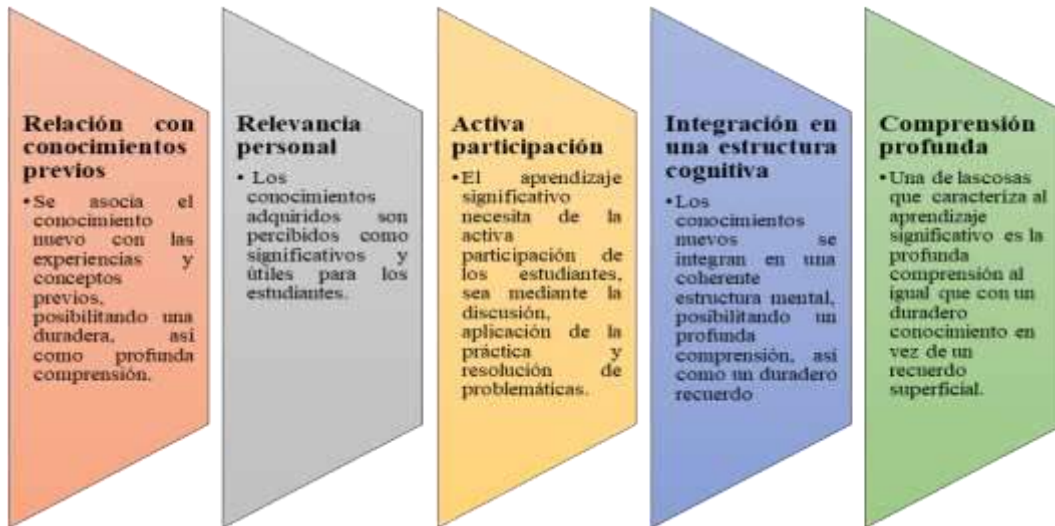 Relación con
conocimientos
previos
•Se asocia el
conocimiento
nuevo con las
experiencias y
conceptos
previos,
posibilitando una
duradera, así
como profunda
comprensión.
Relevancia
personal
• Los
conocimientos
adquiridos son
percibidos como
significativos y
útiles para los
estudiantes.
Activa
participación
•El aprendizaje
significativo
necesita de la
activa
participación de
los estudiantes,
sea mediante la
discusión,
aplicación de la
práctica y
resolución de
problemáticas.
Integración en
una estructura
cognitiva
•Los
conocimientos
nuevos se
integran en una
coherente
estructura mental,
posibilitando un
profunda
comprensión, así
como un duradero
recuerdo
Comprensión
profunda
•Una de lascosas
que caracteriza al
aprendizaje
significativo es la
profunda
comprensión al
igual que con un
duradero
conocimiento en
vez de un
recuerdo
superficial.